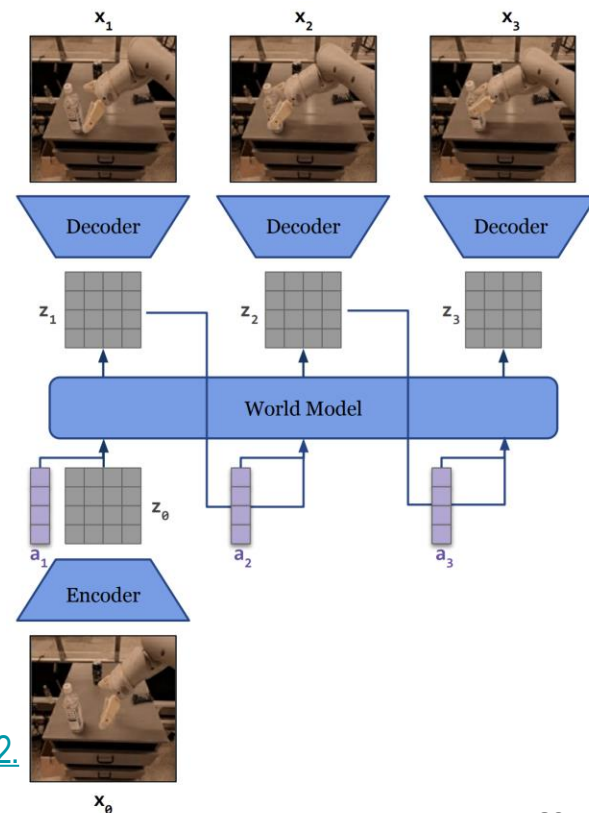 x₁ x₂ x₃
Decoder Decoder Decoder
z₁ z₂ z₃
World Model
z₀
a₁ a₂ a₃
Encoder
2.
x₀